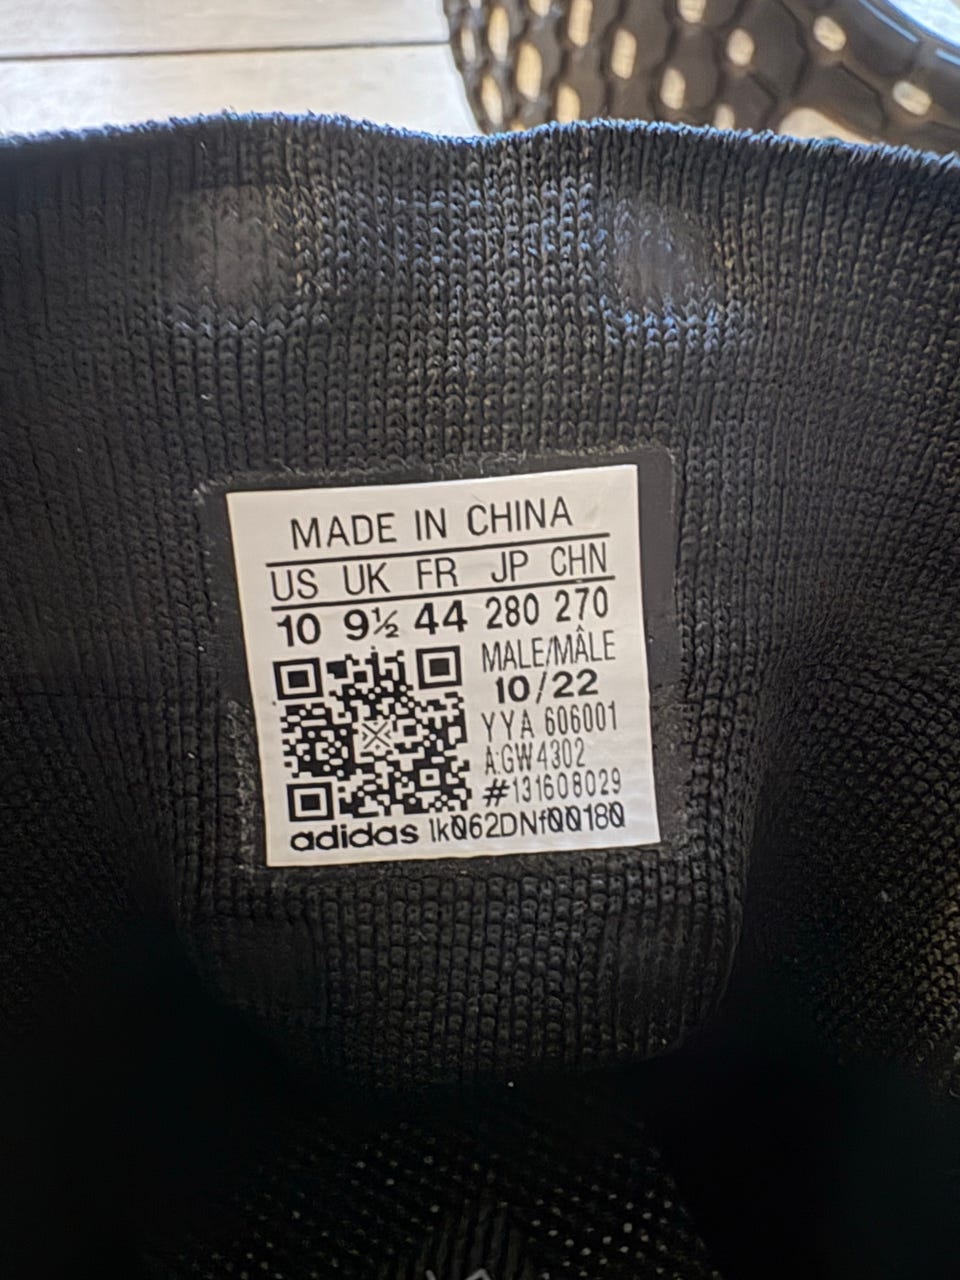 MADE IN CHINA
US UK FR JP CHN
10 9½ 44 280 270
MALE/MÂLE
10/22
YYA 606001
A:GW4302
#131608029
adidas lk062DNf00180